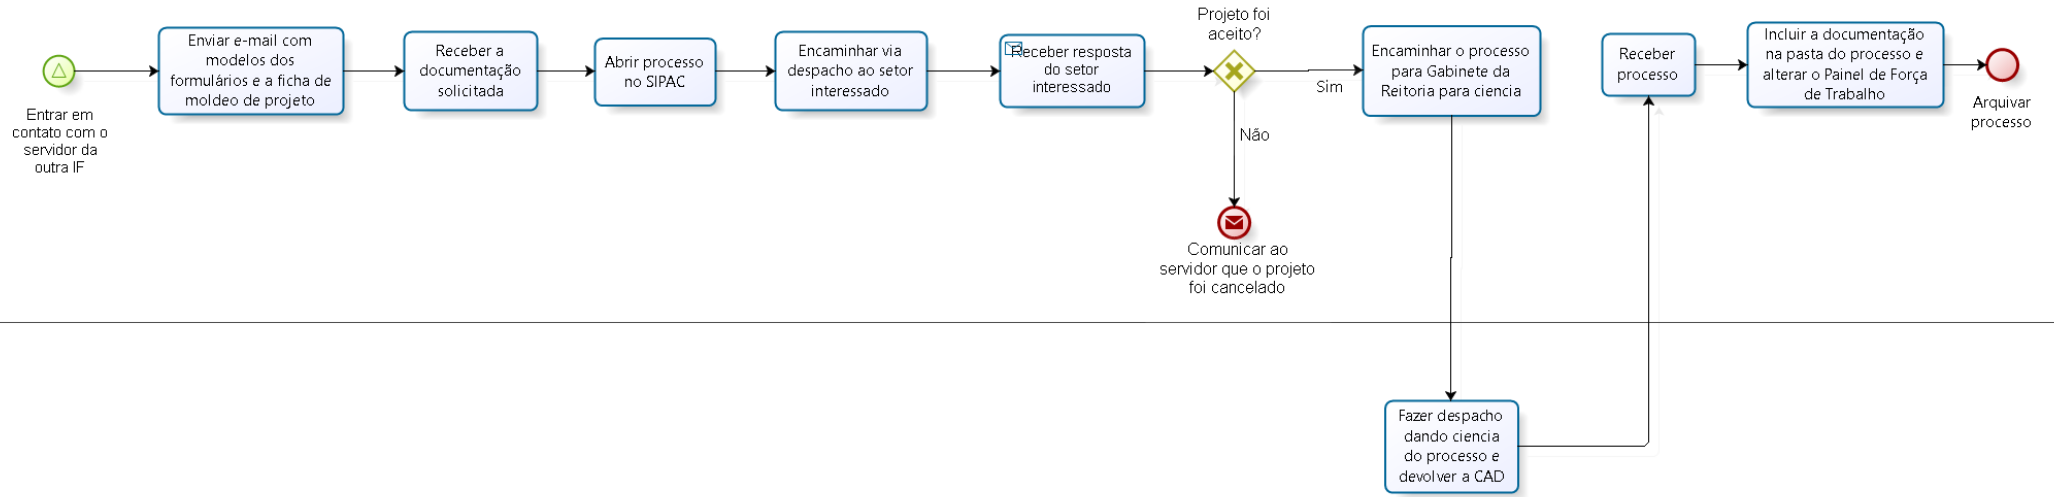 Entrar em
contato com o
servidor da
outra IF
Enviar e-mail com
modelos dos
formulários e a ficha de
moldeo de projeto
Receber a
documentação
solicitada
Abrir processo
no SIPAC
Encaminhar via
despacho ao setor
interessado
Receber resposta
do setor
interessado
Projeto foi
aceito?
Sim
Não
Comunicar ao
servidor que o projeto
foi cancelado
Encaminhar o processo
para Gabinete da
Reitoria para ciencia
Fazer despacho
dando ciencia
do processo e
devolver a CAD
Receber
processo
Incluir a documentação
na pasta do processo e
alterar o Painel de Força
de Trabalho
Arquivar
processo